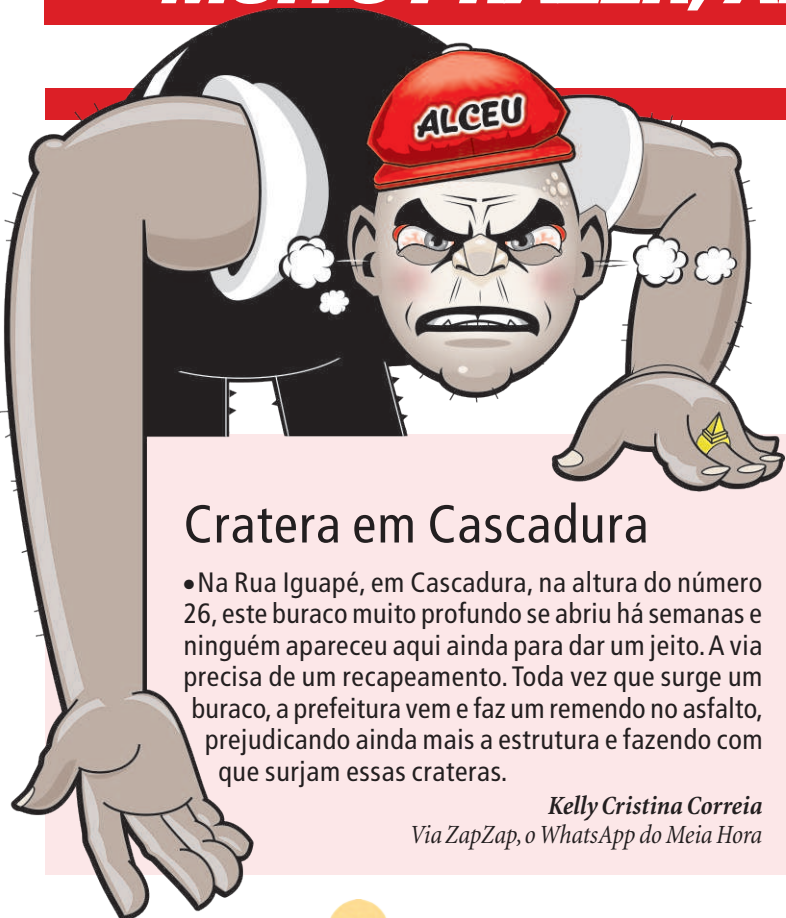 ALCEU
Cratera em Cascadura
•Na Rua Iguapé, em Cascadura, na altura do número
26, este buraco muito profundo se abriu há semanas e
ninguém apareceu aqui ainda para dar um jeito. A via
precisa de um recapeamento. Toda vez que surge um
buraco, a prefeitura vem e faz um remendo no asfalto,
prejudicando ainda mais a estrutura e fazendo com
que surjam essas crateras.
Kelly Cristina Correia
Via ZapZap, o WhatsApp do Meia Hora